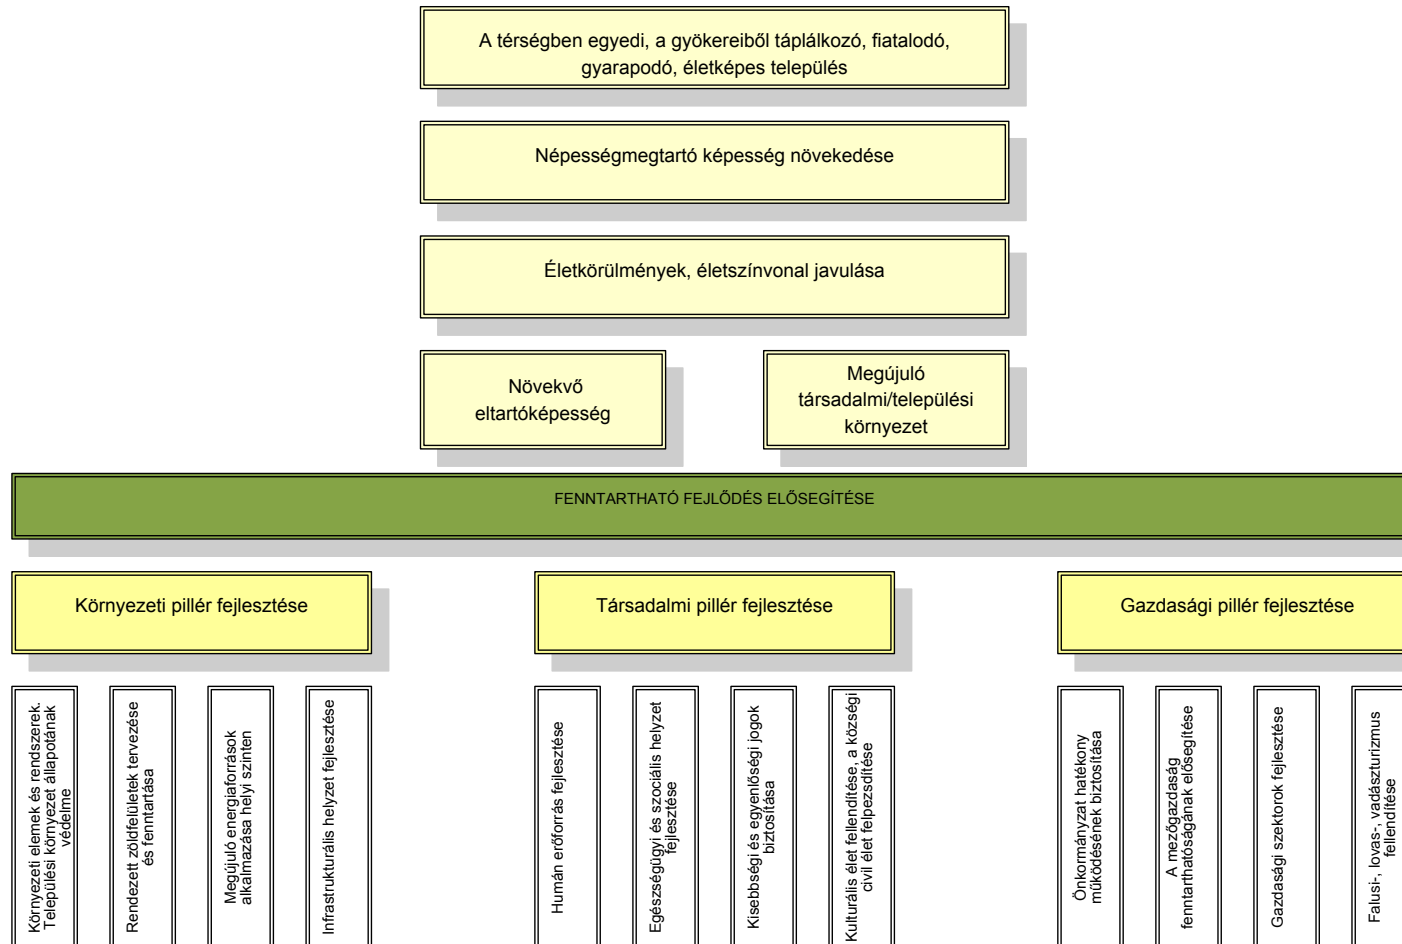 A térségben egyedi, a gyökereiből táplálkozó, fiatalodó,
gyarapodó, életképes település
Népességmegtartó képesség növekedése
Életkörülmények, életszínvonal javulása
Növekvő
eltartóképesség
Megújuló
társadalmi/települési
környezet
FENNTARTHATÓ FEJLŐDÉS ELŐSEGÍTÉSE
Környezeti pillér fejlesztése
Társadalmi pillér fejlesztése
Gazdasági pillér fejlesztése
Környezeti elemek és rendszerek.
Települési környezet állapotának
védelme
Rendezett zöldfelületek tervezése
és fenntartása
Megújuló energiaforrások
alkalmazása helyi szinten
Infrastrukturális helyzet fejlesztése
Humán erőforrás fejlesztése
Egészségügyi és szociális helyzet
fejlesztése
Kisebbségi és egyenlőségi jogok
biztosítása
Kulturális élet fellendítése, a községi
civil élet felpezsdítése
Önkormányzat hatékony
működésének biztosítása
A mezőgazdaság
fenntarthatóságának elősegítése
Gazdasági szektorok fejlesztése
Falusi-, lovas-, vadászturizmus
fellendítése